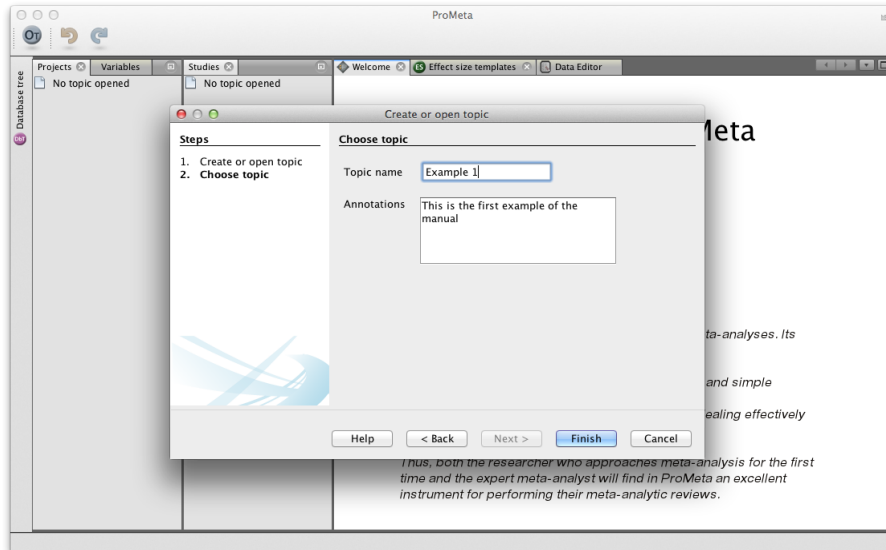 ProMeta
OT
Projects
Variables
Studies
Welcome
ES Effect size templates
Data Editor
Database tree
DbT
No topic opened
No topic opened
Create or open topic
Steps
1. Create or open topic
2. Choose topic
Choose topic
Topic name
Example 1
Annotations
This is the first example of the
manual
Help
< Back
Next >
Finish
Cancel
Meta
ta-analyses. Its
and simple
ealing effectively
Thus, both the researcher who approaches meta-analysis for the first
time and the expert meta-analyst will find in ProMeta an excellent
instrument for performing their meta-analytic reviews.